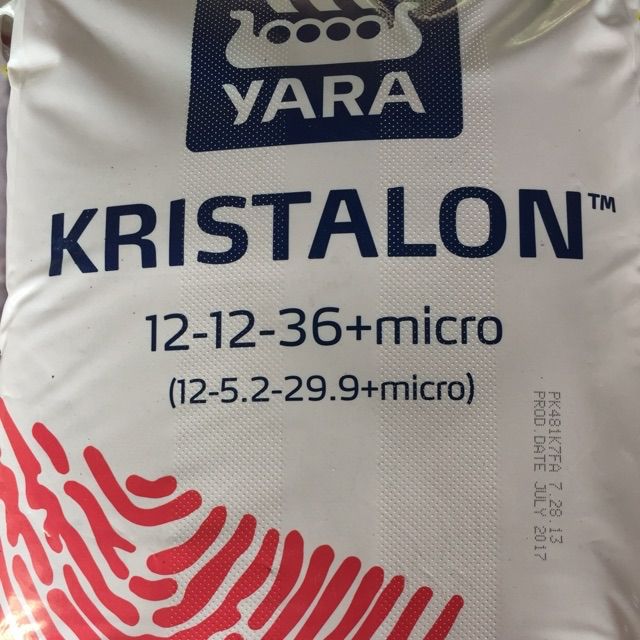 YARA
KRISTALON™
12-12-36+micro
(12-5.2-29.9+micro)
PK481K7FA 7.28.13
PROD.DATE JULY 2017